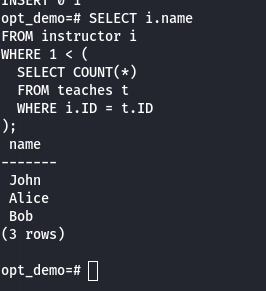 INSERT 0 1
opt_demo=# SELECT i.name
FROM instructor i
WHERE 1 < (
  SELECT COUNT(*)
  FROM teaches t
  WHERE i.ID = t.ID
);
 name
-------
 John
 Alice
 Bob
(3 rows)

opt_demo=#